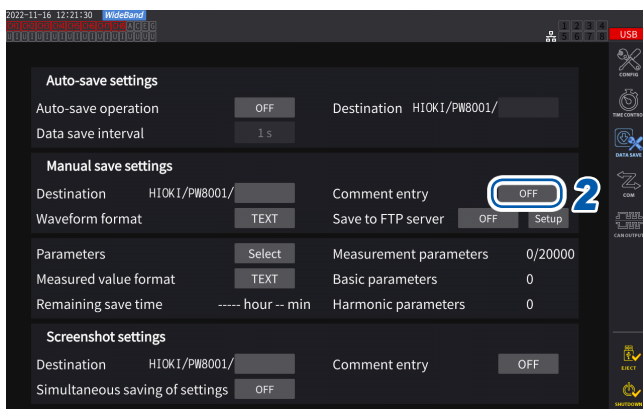 2022-11-16 12:21:30 WideBand
1 2 3 4
5 6 7 8
USB
CONFIG
TIME CONTRO
DATA SAVE
COM
CAN OUTPUT
EJECT
SHUTDOWN
Auto-save settings
Auto-save operation OFF Destination HIOKI/PW8001/
Data save interval 1 s
Manual save settings
Destination HIOKI/PW8001/ Comment entry OFF 2
Waveform format TEXT Save to FTP server OFF Setup
Parameters Select Measurement parameters 0/20000
Measured value format TEXT Basic parameters 0
Remaining save time ----- hour -- min Harmonic parameters 0
Screenshot settings
Destination HIOKI/PW8001/ Comment entry OFF
Simultaneous saving of settings OFF